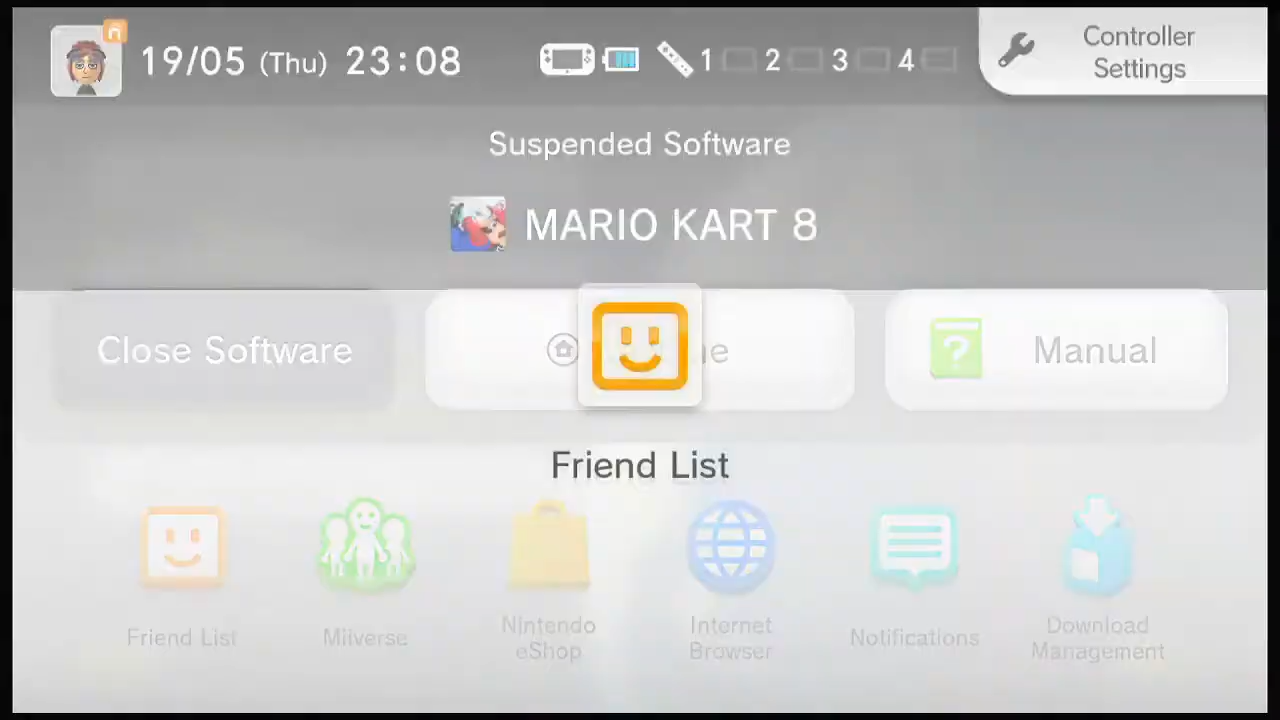 19/05 (Thu) 23:08
1 2 3 4
Controller
Settings
Suspended Software
MARIO KART 8
Close Software
Manual
Friend List
Friend List
Miiverse
Nintendo
eShop
Internet
Browser
Notifications
Download
Management